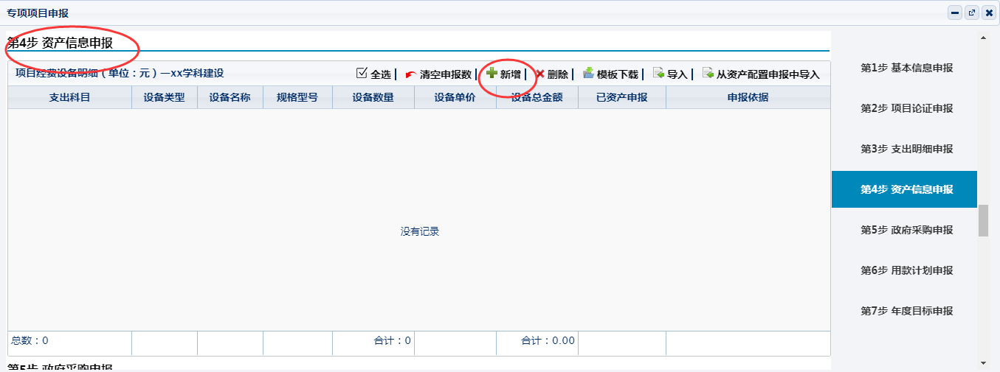 专项项目申报
第4步 资产信息申报
项目经费设备明细（单位：元）—xx学科建设 全选 清空申报数 新增 删除 模板下载 导入 从资产配置申报中导入
支出科目 设备类型 设备名称 规格型号 设备数量 设备单价 设备总金额 已资产申报 申报依据
没有记录
总数：0 合计：0 合计：0.00
第5步 政府采购申报
第1步 基本信息申报
第2步 项目论证申报
第3步 支出明细申报
第4步 资产信息申报
第5步 政府采购申报
第6步 用款计划申报
第7步 年度目标申报